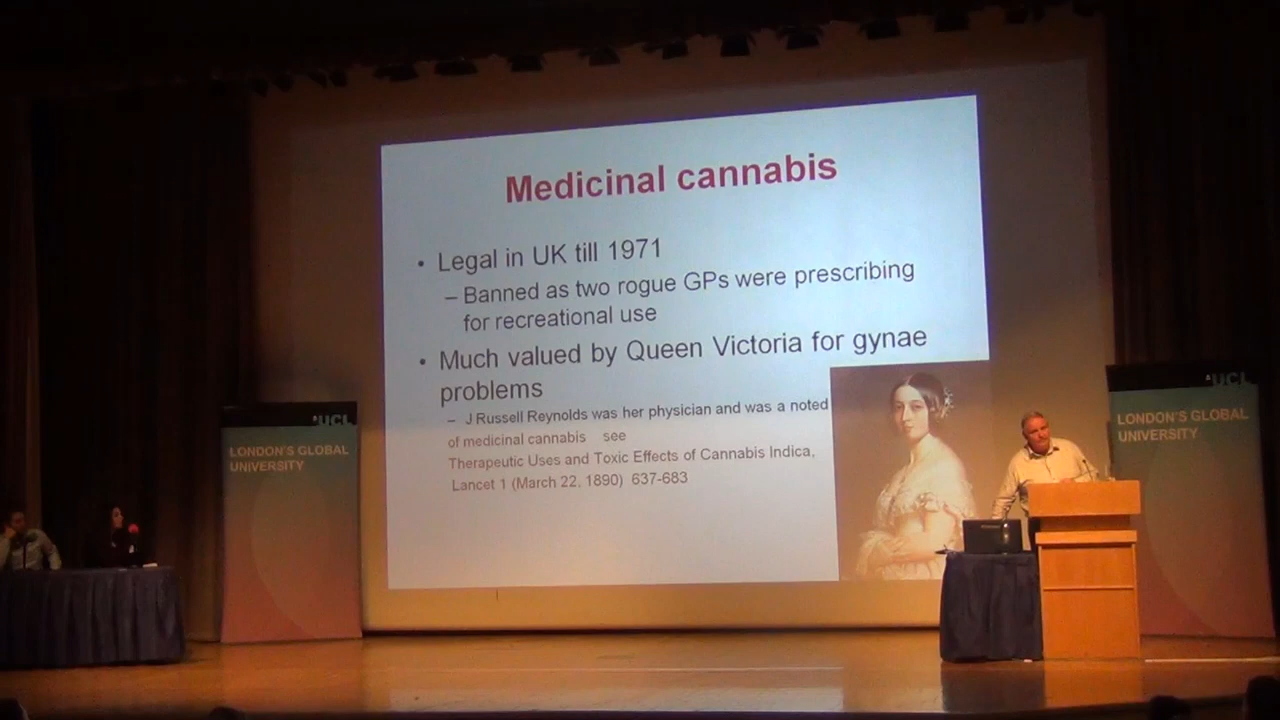 Medicinal cannabis
• Legal in UK till 1971
– Banned as two rogue GPs were prescribing
for recreational use
• Much valued by Queen Victoria for gynae
problems
– J Russell Reynolds was her physician and was a noted
of medicinal cannabis see
Therapeutic Uses and Toxic Effects of Cannabis Indica,
Lancet 1 (March 22, 1890) 637-683
UCL
LONDON'S GLOBAL
UNIVERSITY
UCL
LONDON'S GLOBAL
UNIVERSITY